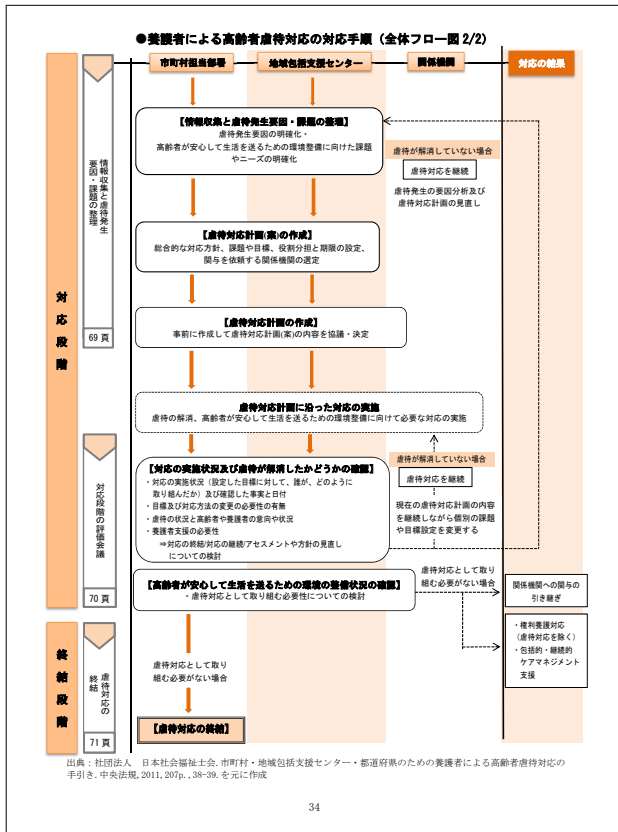 ●養護者による高齢者虐待対応の対応手順（全体フロー図 2/2）
市町村担当部署
地域包括支援センター
関係機関
対応の結果
対応段階
情報収集と虐待発生
要因・課題の整理
69 頁
【情報収集と虐待発生要因・課題の整理】
虐待発生要因の明確化・
高齢者が安心して生活を送るための環境整備に向けた課題
やニーズの明確化
虐待が解消していない場合
虐待対応を継続
虐待発生の要因分析及び
虐待対応計画の見直し
【虐待対応計画(案)の作成】
総合的な対応方針、課題や目標、役割分担と期限の設定、
関与を依頼する関係機関の選定
【虐待対応計画の作成】
事前に作成して虐待対応計画(案)の内容を協議・決定
虐待対応計画に沿った対応の実施
虐待の解消、高齢者が安心して生活を送るための環境整備に向けて必要な対応の実施
対応段階の評価会議
70 頁
【対応の実施状況及び虐待が解消したかどうかの確認】
・対応の実施状況（設定した目標に対して、誰が、どのように
取り組んだか）及び確認した事実と日付
・目標及び対応方法の変更の必要性の有無
・虐待の状況と高齢者や養護者の意向や状況
・養護者支援の必要性
⇒対応の終結/対応の継続/アセスメントや方針の見直し
についての検討
虐待が解消していない場合
虐待対応を継続
現在の虐待対応計画の内容
を継続しながら個別の課題
や目標設定を変更する
【高齢者が安心して生活を送るための環境の整備状況の確認】
・虐待対応として取り組む必要性についての検討
虐待対応として取り
組む必要がない場合
関係機関への関与の
引き継ぎ
・権利養護対応
（虐待対応を除く）
・包括的・継続的
ケアマネジメント
支援
終結段階
虐待対応の
終結
71 頁
虐待対応として取り
組む必要がない場合
【虐待対応の終結】
出典：社団法人　日本社会福祉士会. 市町村・地域包括支援センター・都道府県のための養護者による高齢者虐待対応の
手引き. 中央法規, 2011, 207p., 38-39. を元に作成
34